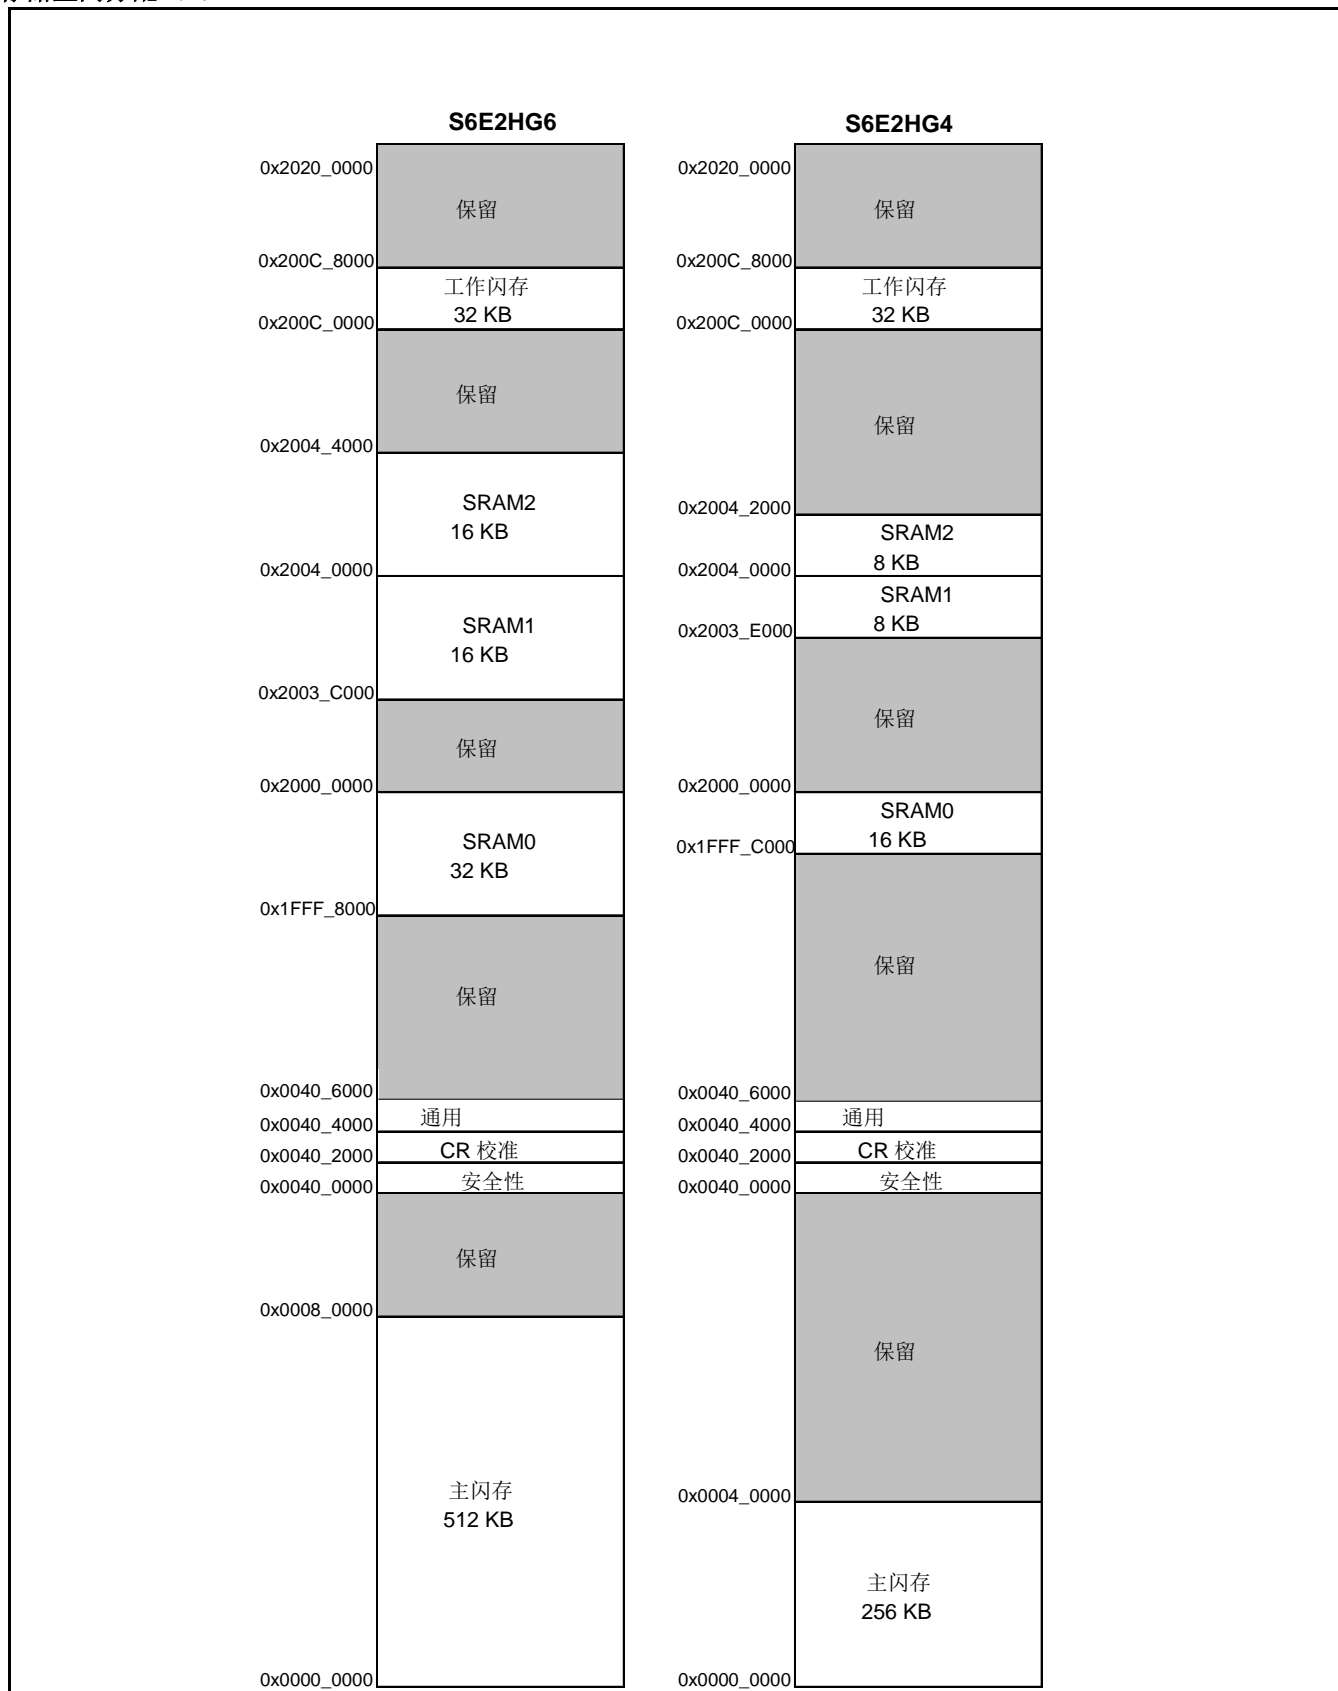 S6E2HG6
0x2020_0000
保留
0x200C_8000
工作闪存
32 KB
0x200C_0000
保留
0x2004_4000
SRAM2
16 KB
0x2004_0000
SRAM1
16 KB
0x2003_C000
保留
0x2000_0000
SRAM0
32 KB
0x1FFF_8000
保留
0x0040_6000
通用
0x0040_4000
CR 校准
0x0040_2000
安全性
0x0040_0000
保留
0x0008_0000
主闪存
512 KB
0x0000_0000
S6E2HG4
0x2020_0000
保留
0x200C_8000
工作闪存
32 KB
0x200C_0000
保留
0x2004_2000
SRAM2
8 KB
0x2004_0000
SRAM1
8 KB
0x2003_E000
保留
0x2000_0000
SRAM0
16 KB
0x1FFF_C000
保留
0x0040_6000
通用
0x0040_4000
CR 校准
0x0040_2000
安全性
0x0040_0000
保留
0x0004_0000
主闪存
256 KB
0x0000_0000